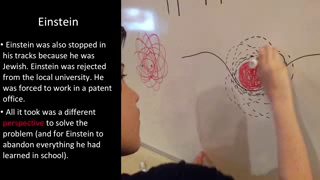 Einstein
• Einstein was also stopped in
his tracks because he was
Jewish. Einstein was rejected
from the local university. He
was forced to work in a patent
office.
• All it took was a different
perspective to solve the
problem (and for Einstein to
abandon everything he had
learned in school).